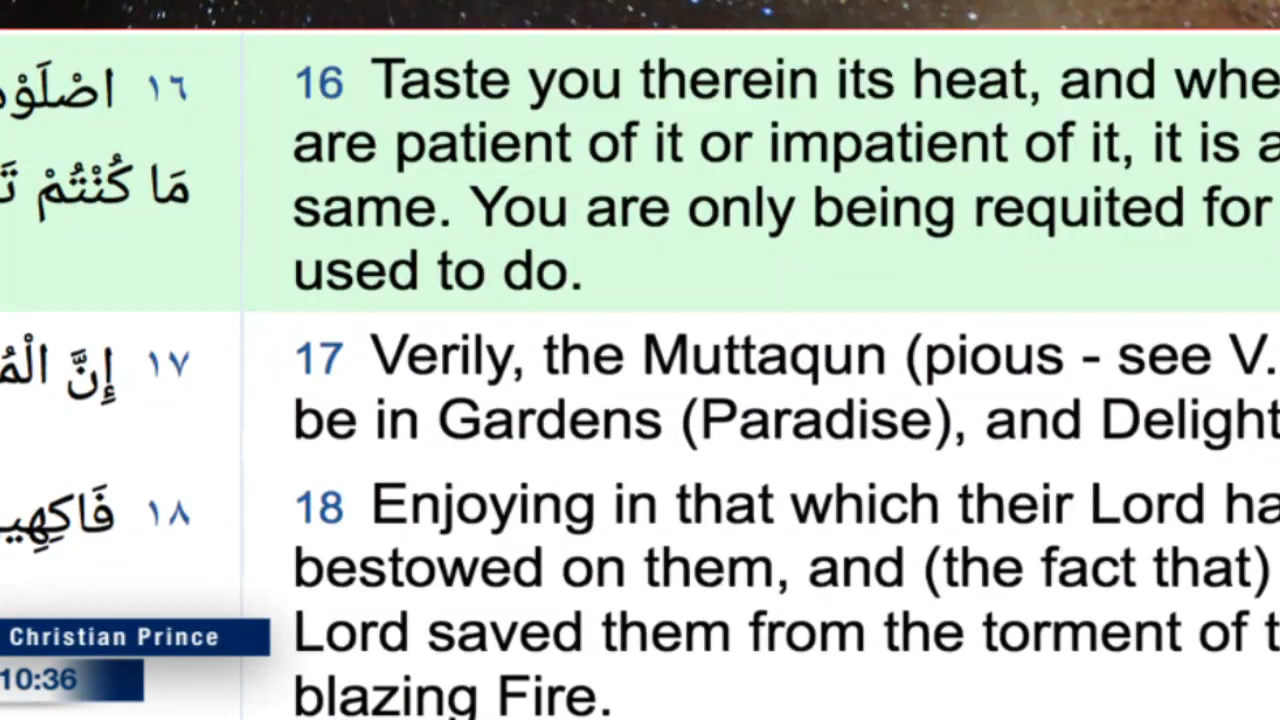 ١٦ اصْلَوْ
مَا كُنْتُمْ
16 Taste you therein its heat, and whe
are patient of it or impatient of it, it is a
same. You are only being requited for
used to do.
١٧ إِنَّ الْمُ
17 Verily, the Muttaqun (pious - see V.
be in Gardens (Paradise), and Delight
١٨ فَاكِهِي
18 Enjoying in that which their Lord ha
bestowed on them, and (the fact that)
Lord saved them from the torment of t
blazing Fire.
Christian Prince
10:36